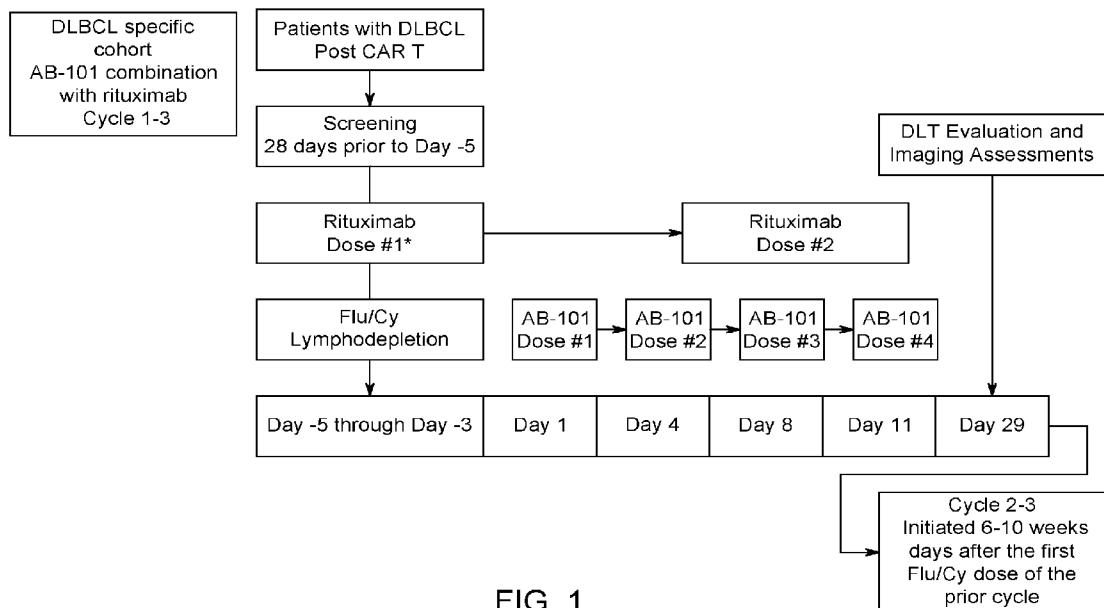 DLBCL specific
cohort
AB-101 combination
with rituximab
Cycle 1-3
Patients with DLBCL
Post CAR T
Screening
28 days prior to Day -5
DLT Evaluation and
Imaging Assessments
Rituximab
Dose #1*
Rituximab
Dose #2
Flu/Cy
Lymphodepletion
AB-101
Dose #1
AB-101
Dose #2
AB-101
Dose #3
AB-101
Dose #4
Day -5 through Day -3
Day 1
Day 4
Day 8
Day 11
Day 29
Cycle 2-3
Initiated 6-10 weeks
days after the first
Flu/Cy dose of the
prior cycle
FIG. 1